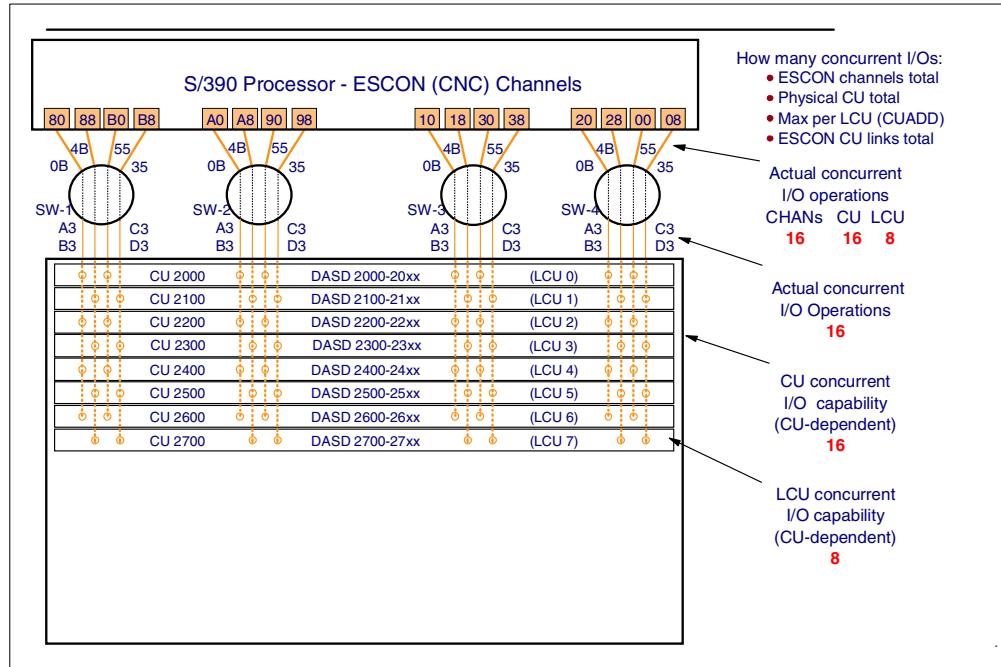 S/390 Processor - ESCON (CNC) Channels
80 88 B0 B8 A0 A8 90 98 10 18 30 38 20 28 00 08
4B 55 4B 55 4B 55 4B 55
0B 35 0B 35 0B 35 0B 35
SW-1 SW-2 SW-3 SW-4
A3 C3 A3 C3 A3 C3 A3 C3
B3 D3 B3 D3 B3 D3 B3 D3
CU 2000 DASD 2000-20xx (LCU 0)
CU 2100 DASD 2100-21xx (LCU 1)
CU 2200 DASD 2200-22xx (LCU 2)
CU 2300 DASD 2300-23xx (LCU 3)
CU 2400 DASD 2400-24xx (LCU 4)
CU 2500 DASD 2500-25xx (LCU 5)
CU 2600 DASD 2600-26xx (LCU 6)
CU 2700 DASD 2700-27xx (LCU 7)
How many concurrent I/Os:
• ESCON channels total
• Physical CU total
• Max per LCU (CUADD)
• ESCON CU links total
Actual concurrent
I/O operations
CHANs CU LCU
16 16 8
Actual concurrent
I/O Operations
16
CU concurrent
I/O capability
(CU-dependent)
16
LCU concurrent
I/O capability
(CU-dependent)
8